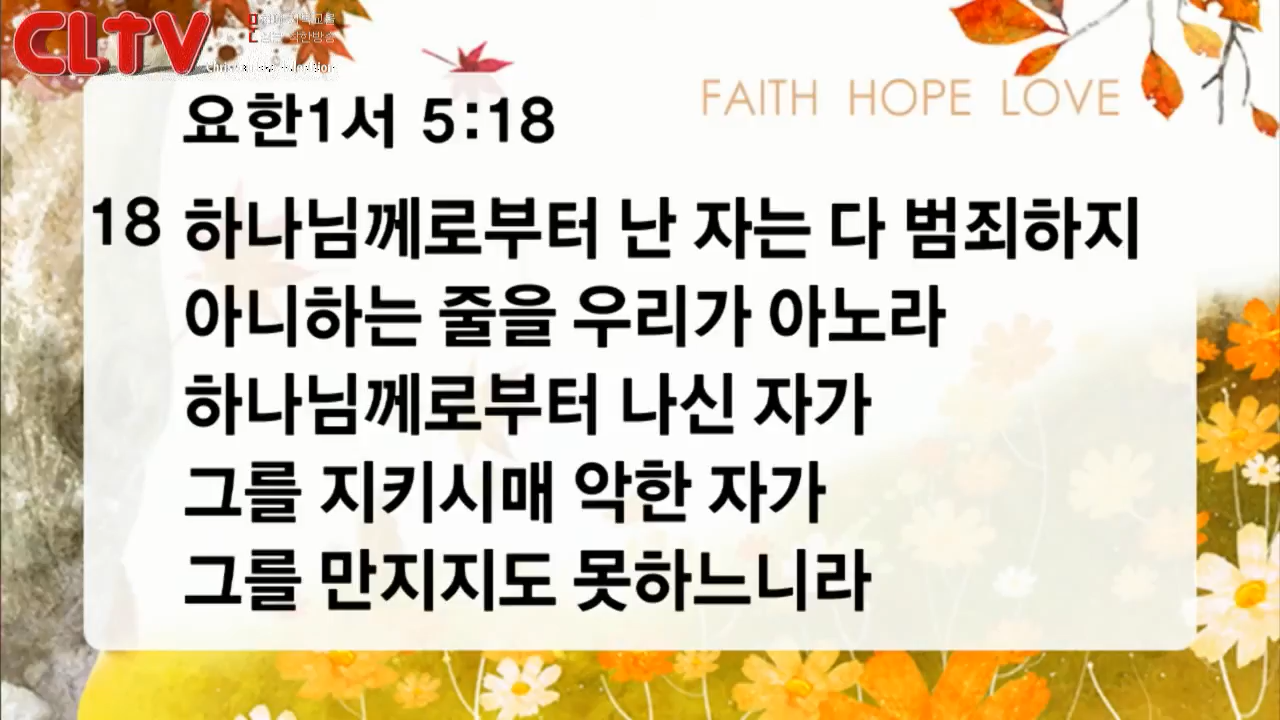 CLTV
FAITH HOPE LOVE
요한1서 5:18
18 하나님께로부터 난 자는 다 범죄하지
아니하는 줄을 우리가 아노라
하나님께로부터 나신 자가
그를 지키시매 악한 자가
그를 만지지도 못하느니라